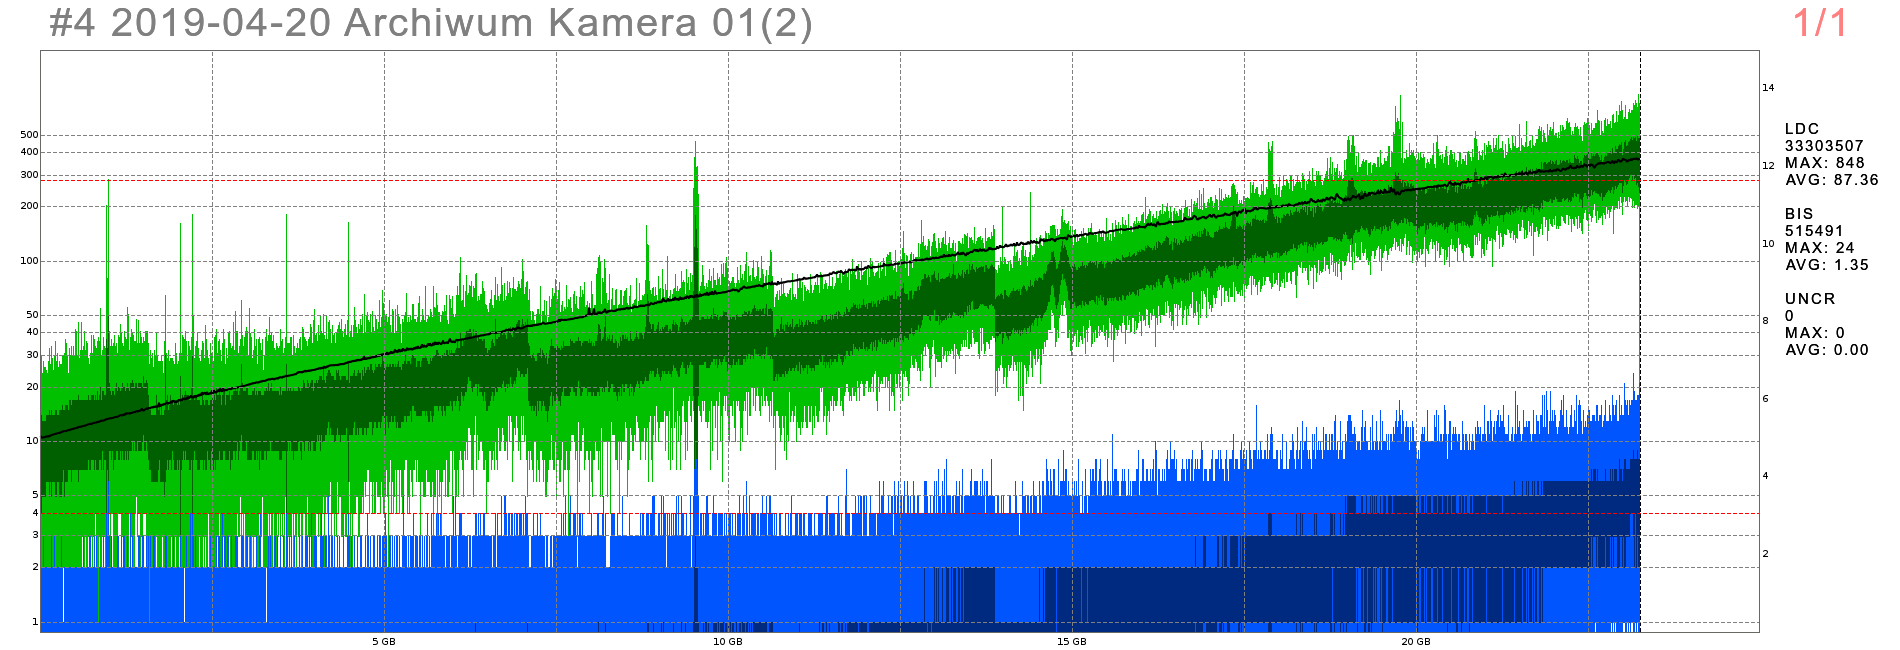 #4 2019-04-20 Archiwum Kamera 01(2)
1/1
500
400
300
200
100
50
40
30
20
10
5
4
3
2
1
14
12
10
8
6
4
2
5 GB
10 GB
15 GB
20 GB
LDC
33303507
MAX: 848
AVG: 87.36
BIS
515491
MAX: 24
AVG: 1.35
UNCR
0
MAX: 0
AVG: 0.00